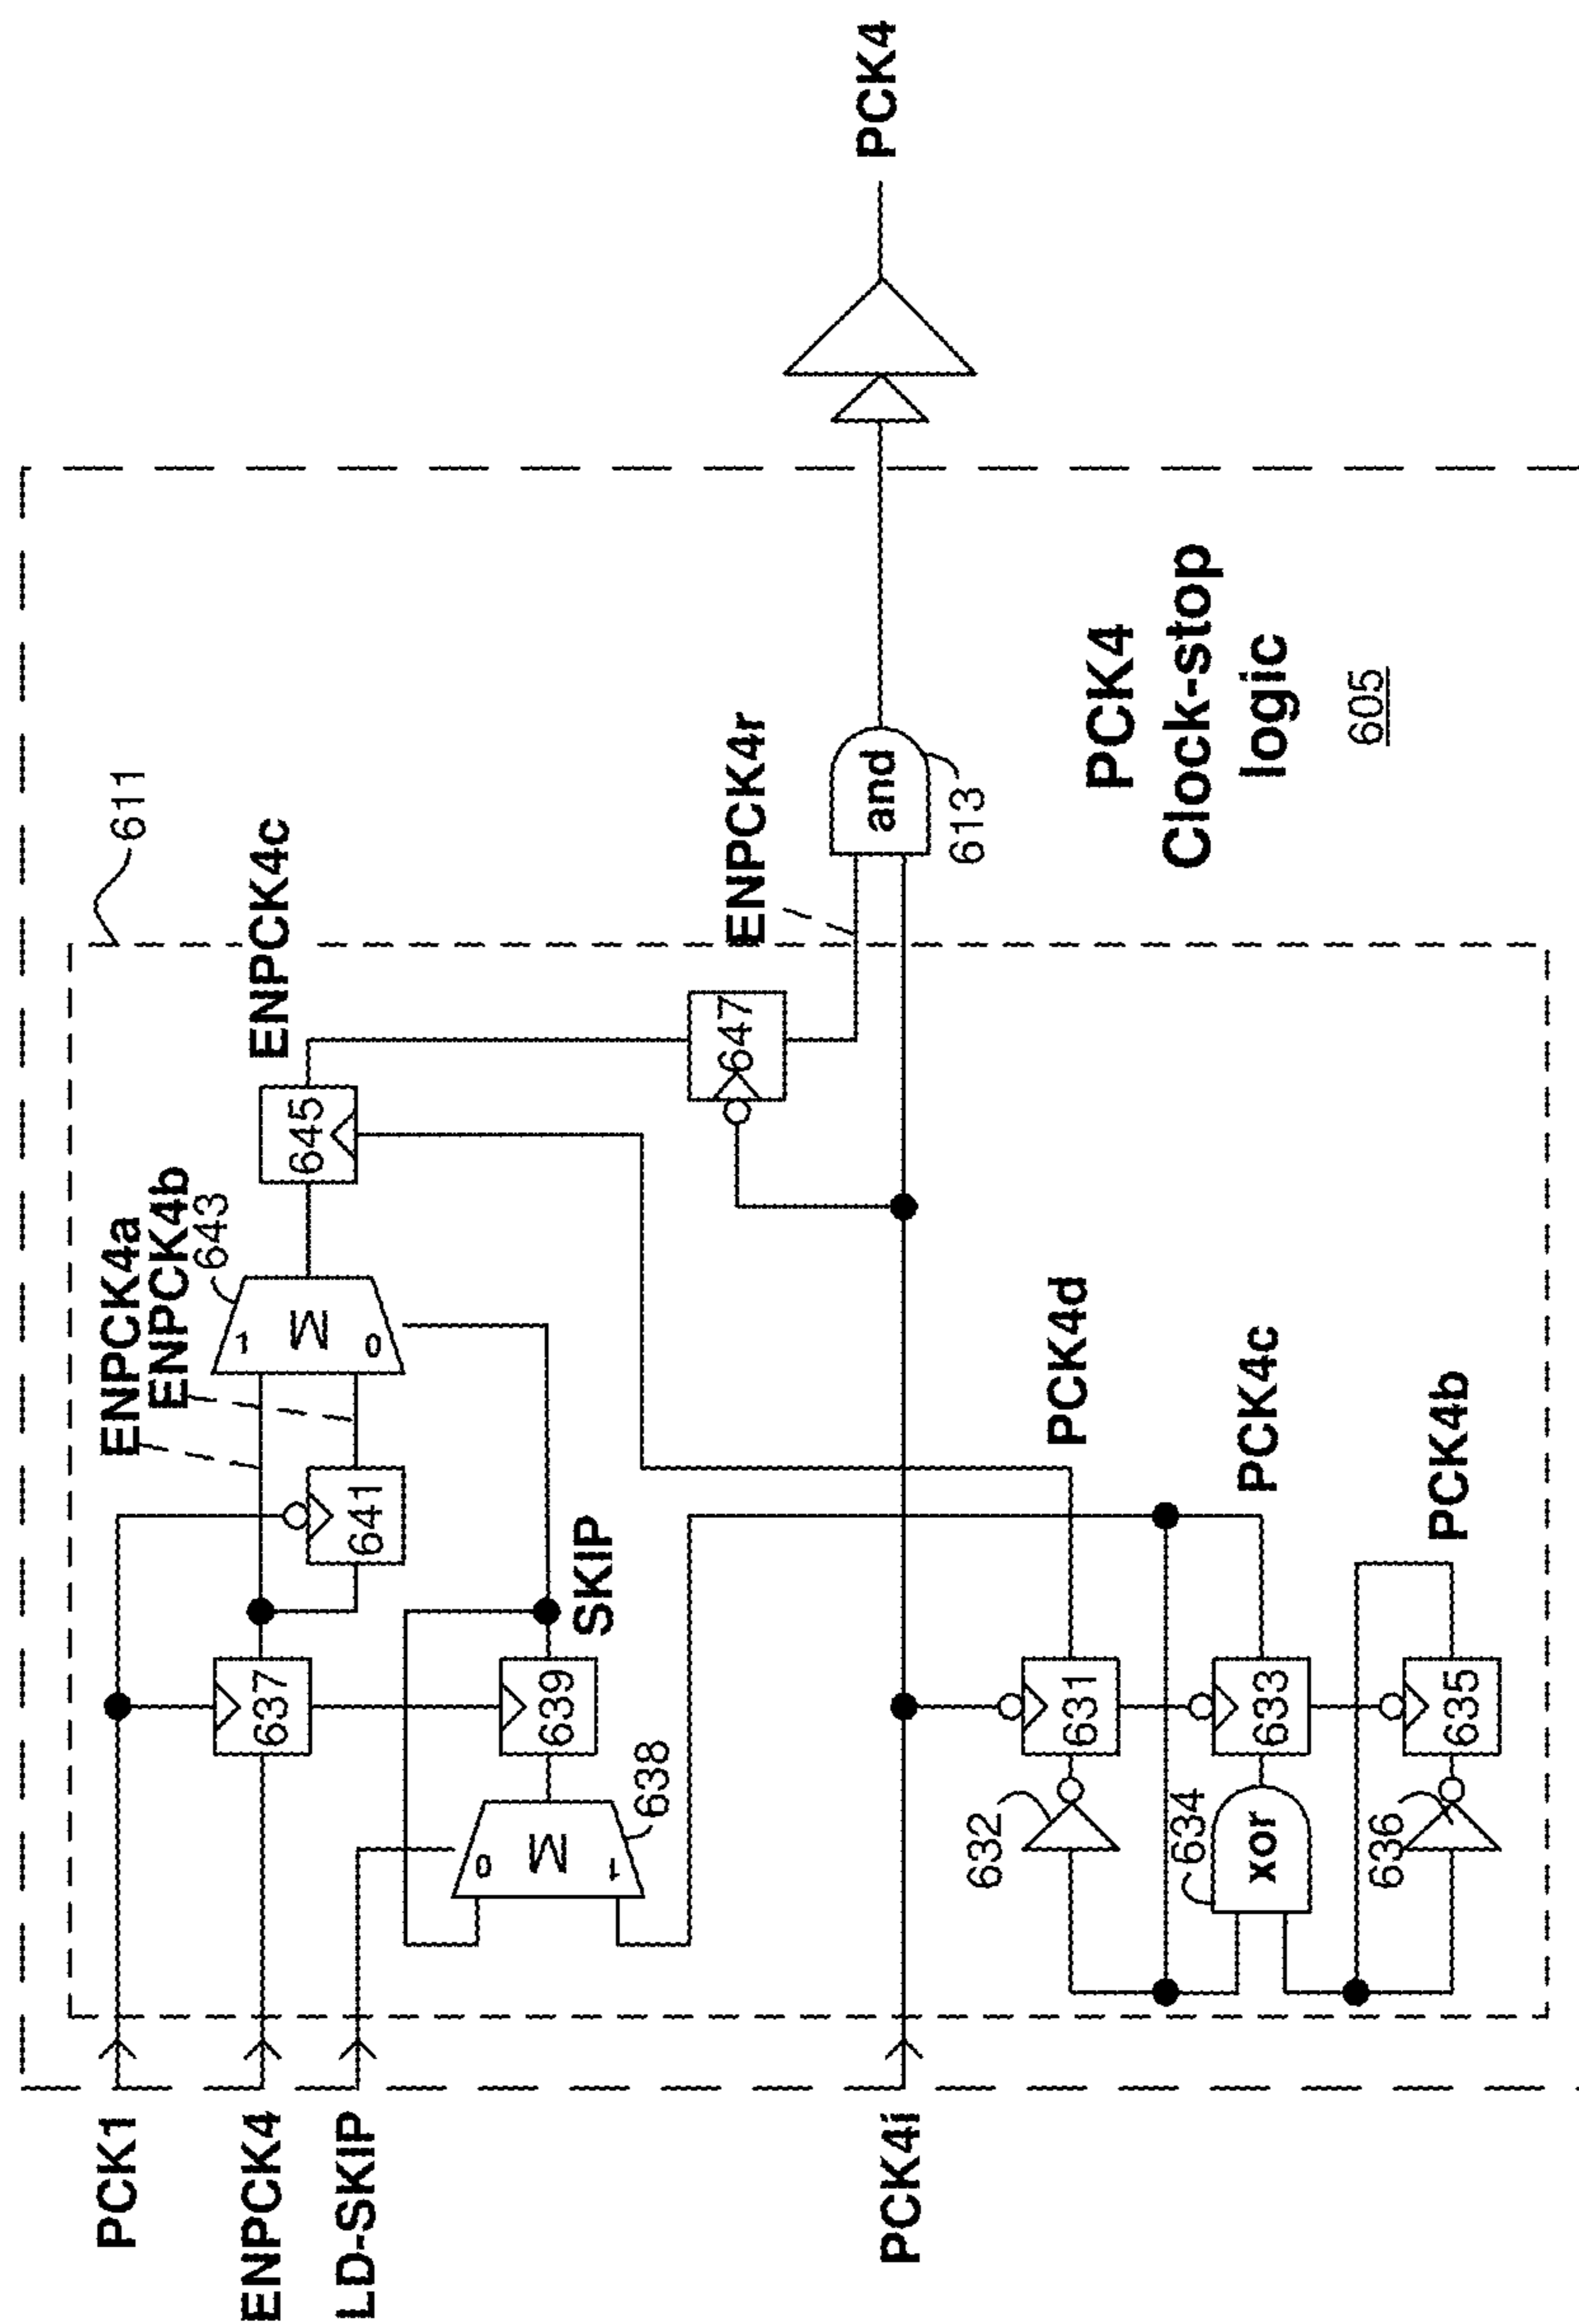 PCK1
ENPCK4
LD-SKIP
PCK4i
611
637
641
ENPCK4a
ENPCK4b
643
1
M
0
645
ENPCK4c
0
M
1
638
639
SKIP
647
ENPCK4r
and
613
PCK4
632
631
PCK4d
634
xor
633
PCK4c
636
635
PCK4b
PCK4
Clock-stop
logic
605